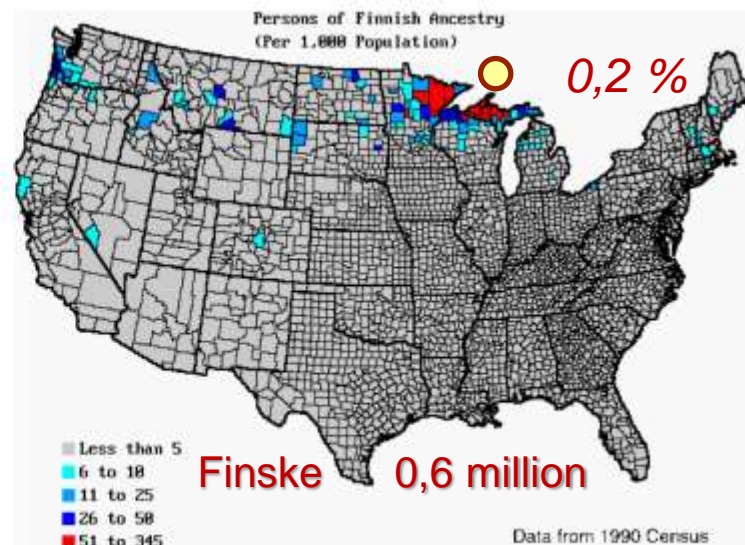 Persons of Finnish Ancestry
(Per 1,000 Population)
0,2 %
Less than 5
6 to 10
11 to 25
26 to 50
51 to 345
Finske 0,6 million
Data from 1990 Census